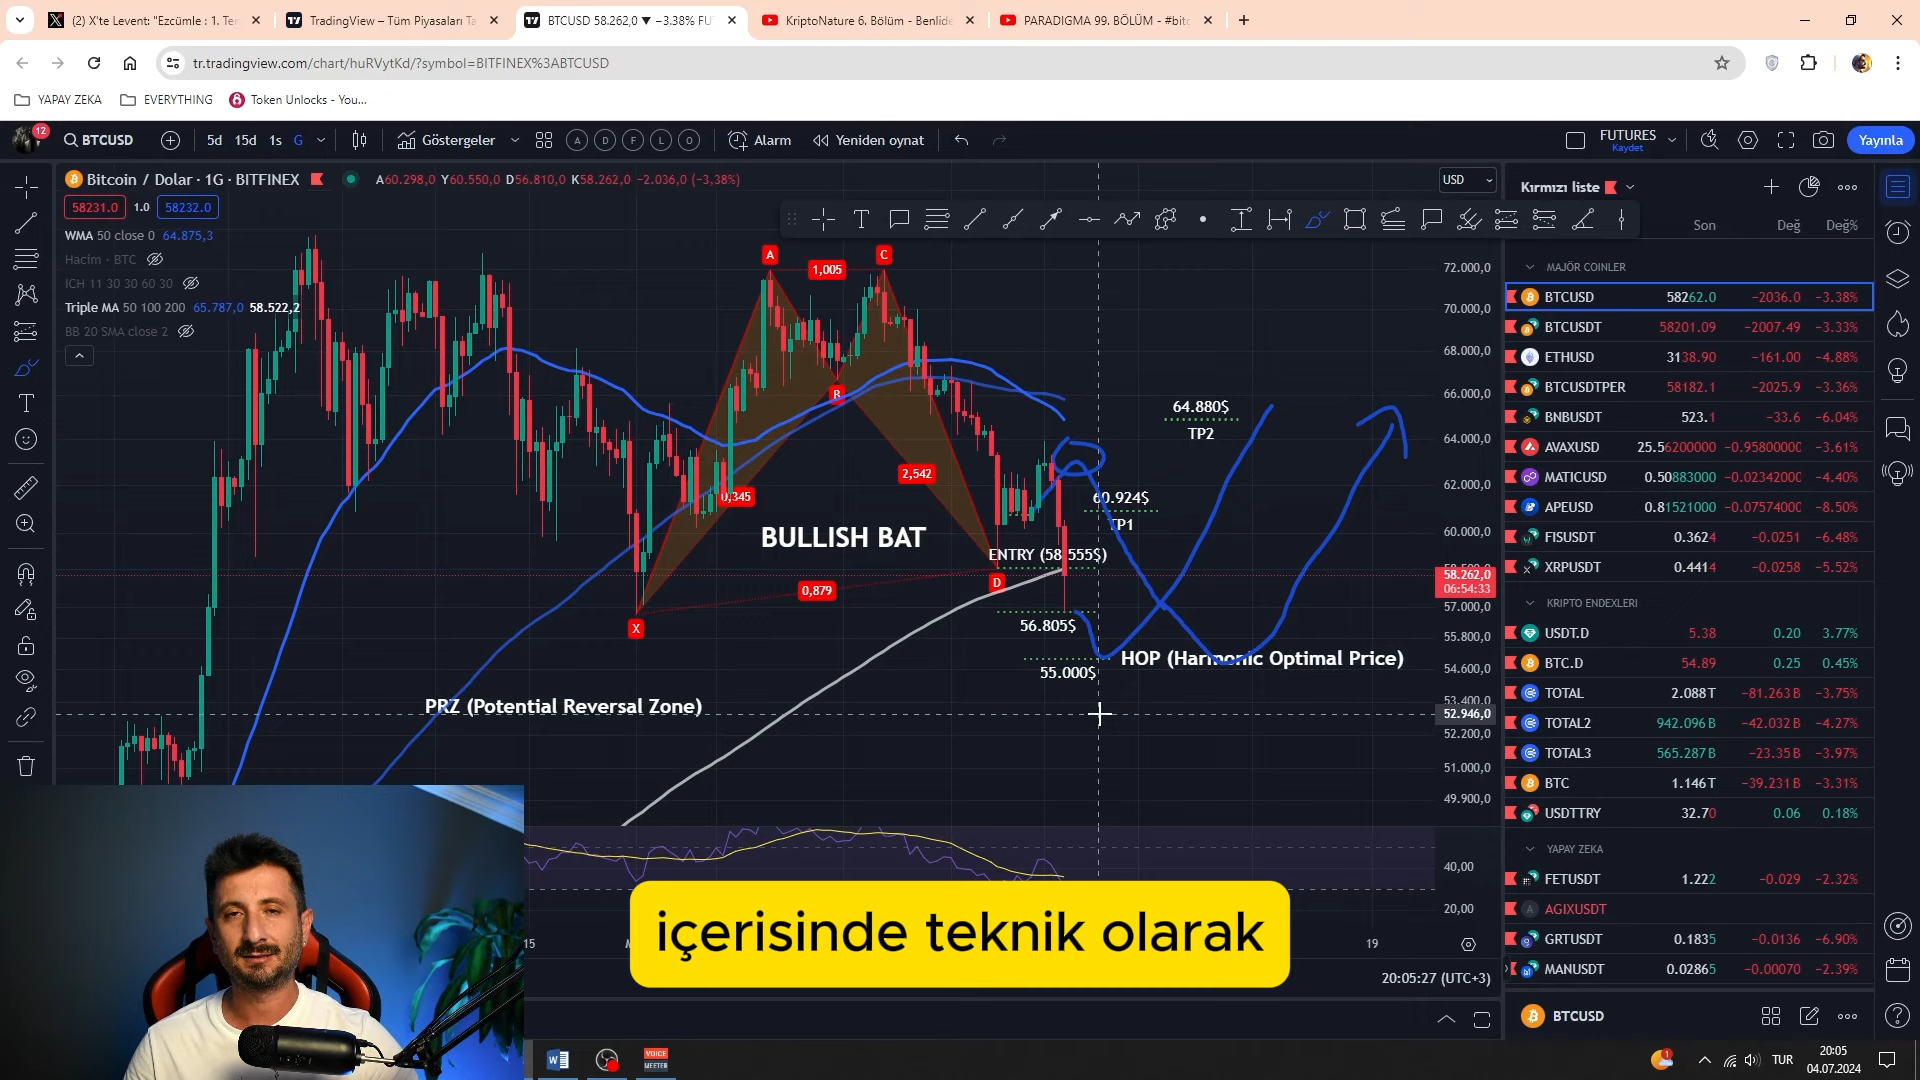 (2) X'te Levent: "Ezcümle : 1. Ter
TradingView – Tüm Piyasaları Ta
BTCUSD 58.262,0 ▼ −3.38% FU
KriptoNature 6. Bölüm - Benlide
PARADIGMA 99. BÖLÜM - #bitc
tr.tradingview.com/chart/huRVytKd/?symbol=BITFINEX%3ABTCUSD
YAPAY ZEKA
EVERYTHING
Token Unlocks - You...
12
BTCUSD
5d 15d 1s G
Göstergeler
A D F L O
Alarm
Yeniden oynat
FUTURES
Kaydet
Yayınla
Bitcoin / Dolar · 1G · BITFINEX
A60.298,0 Y60.550,0 D56.810,0 K58.262,0 −2.036,0 (−3,38%)
58231.0 1.0 58232.0
WMA 50 close 0 64.875,3
Hacim · BTC
ICH 11 30 30 60 30
Triple MA 50 100 200 65.787,0 58.522,2
BB 20 SMA close 2
USD
A
C
1,005
B
0,345
2,542
BULLISH BAT
0,879
X
D
ENTRY (58.555$)
56.805$
55.000$
60.924$
TP1
64.880$
TP2
HOP (Harmonic Optimal Price)
PRZ (Potential Reversal Zone)
72.000,0
70.000,0
68.000,0
66.000,0
64.000,0
62.000,0
60.000,0
58.262,0
06:54:33
57.000,0
55.800,0
54.600,0
53.400,0
52.946,0
52.200,0
51.000,0
49.900,0
40,00
20,00
15
19
20:05:27 (UTC+3)
içerisinde teknik olarak
Kırmızı liste
Son Değ Değ%
MAJÖR COINLER
BTCUSD 58262.0 −2036.0 −3.38%
BTCUSDT 58201.09 −2007.49 −3.33%
ETHUSD 3138.90 −161.00 −4.88%
BTCUSDTPER 58182.1 −2025.9 −3.36%
BNBUSDT 523.1 −33.6 −6.04%
AVAXUSD 25.56200000 −0.95800000 −3.61%
MATICUSD 0.50883000 −0.02342000 −4.40%
APEUSD 0.81521000 −0.07574000 −8.50%
FISUSDT 0.3624 −0.0251 −6.48%
XRPUSDT 0.4414 −0.0258 −5.52%
KRIPTO ENDEXLERI
USDT.D 5.38 0.20 3.77%
BTC.D 54.89 0.25 0.45%
TOTAL 2.088T −81.263B −3.75%
TOTAL2 942.096B −42.032B −4.27%
TOTAL3 565.287B −23.35B −3.97%
BTC 1.146T −39.231B −3.31%
USDTTRY 32.70 0.06 0.18%
YAPAY ZEKA
FETUSDT 1.222 −0.029 −2.32%
AGIXUSDT
GRTUSDT 0.1835 −0.0136 −6.90%
MANUSDT 0.02865 −0.00070 −2.39%
BTCUSD
VOICE
MEETER
1
TUR
20:05
04.07.2024